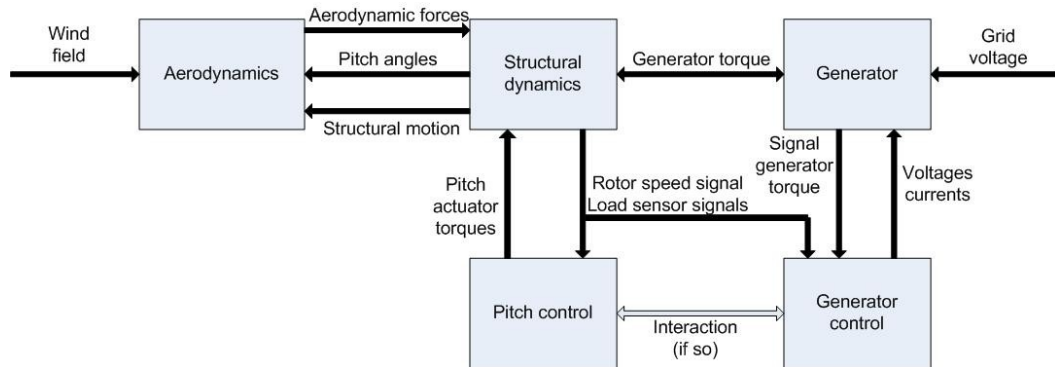 Aerodynamic forces
Wind
field
Aerodynamics
Pitch angles
Structural
dynamics
Generator torque
Generator
Grid
voltage
Structural motion
Pitch
actuator
torques
Rotor speed signal
Load sensor signals
Signal
generator
torque
Voltages
currents
Pitch control
Interaction
(if so)
Generator
control